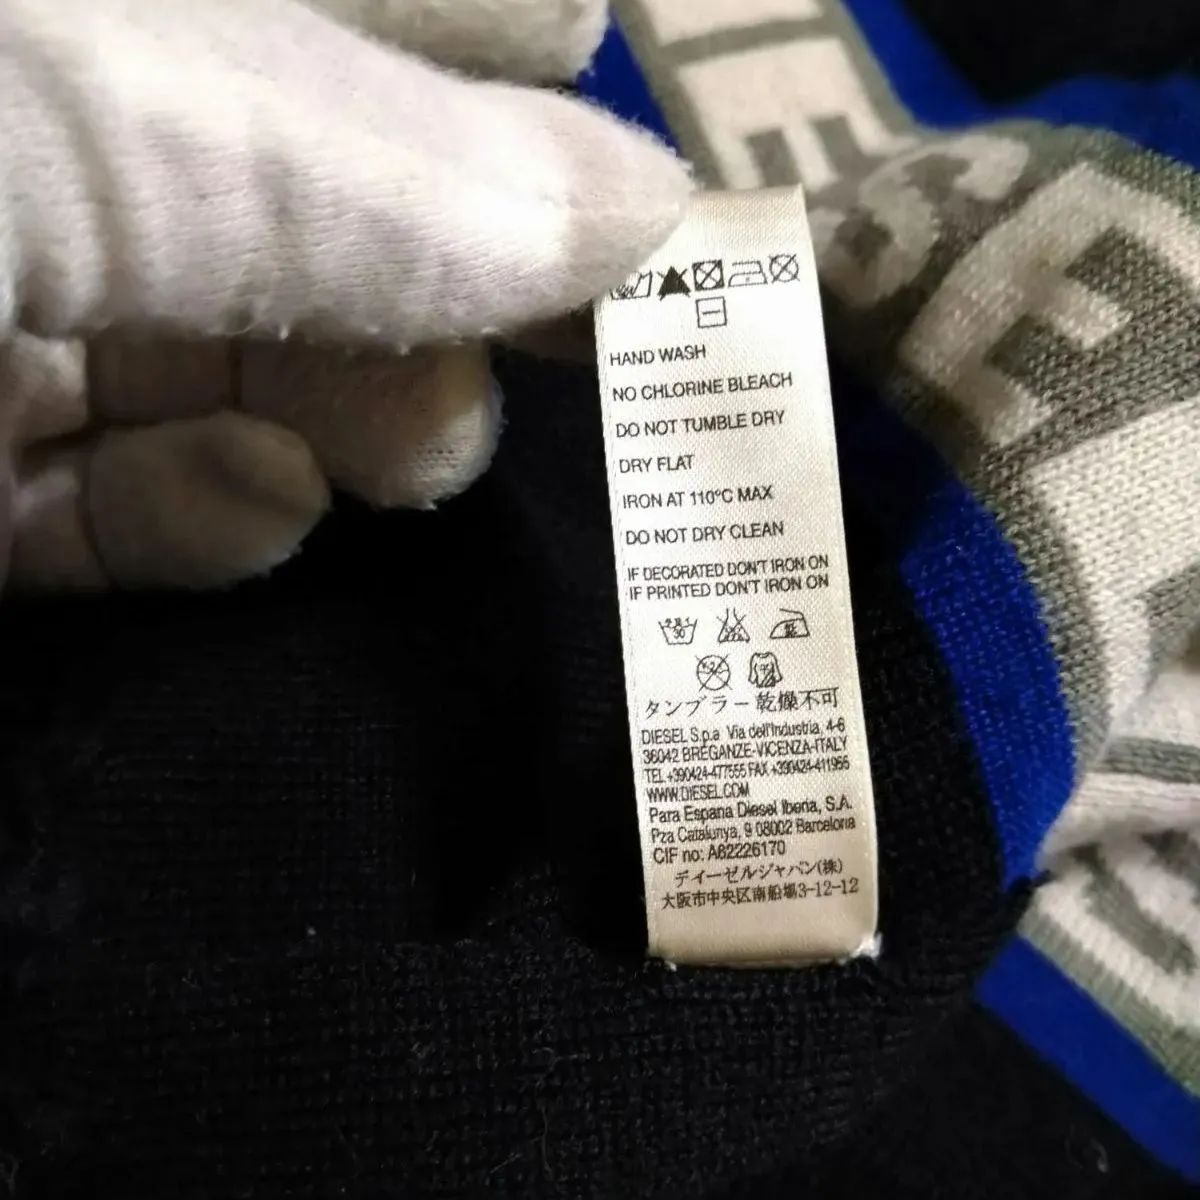 HAND WASH
NO CHLORINE BLEACH
DO NOT TUMBLE DRY
DRY FLAT
IRON AT 110°C MAX
DO NOT DRY CLEAN
IF DECORATED DON'T IRON ON
IF PRINTED DON'T IRON ON
30
タンブラー乾燥不可
DIESEL S.p.a Via dell'Industria, 4-6
36042 BREGANZE-VICENZA-ITALY
TEL +390424-477555 FAX +390424-411955
WWW.DIESEL.COM
Para Espana Diesel Iberia, S.A.
Pza Catalunya, 9 08002 Barcelona
CIF no: A62226170
ディーゼルジャパン(株)
大阪市中央区南船場3-12-12